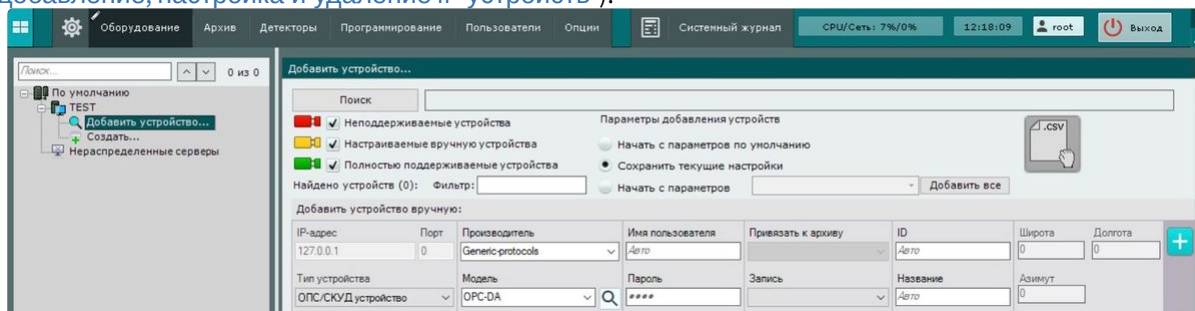 добавление, настройка и удаление IP-устройств").
Оборудование Архив Детекторы Программирование Пользователи Опции Системный журнал CPU/Сеть: 7%/0% 12:18:09 root Выход
Поиск... 0 из 0
По умолчанию
TEST
Добавить устройство...
Создать...
Нераспределенные серверы
Добавить устройство...
Поиск
Неподдерживаемые устройства
Настраиваемые вручную устройства
Полностью поддерживаемые устройства
Найдено устройств (0): Фильтр:
Параметры добавления устройств
Начать с параметров по умолчанию
Сохранить текущие настройки
Начать с параметров Добавить все
.CSV
Добавить устройство вручную:
IP-адрес Порт Производитель Имя пользователя Привязать к архиву ID Широта Долгота
127.0.0.1 0 Generic-protocols Авто Авто 0 0
Тип устройства Модель Пароль Запись Название Азимут
ОПС/СКУД устройство OPC-DA **** Авто 0